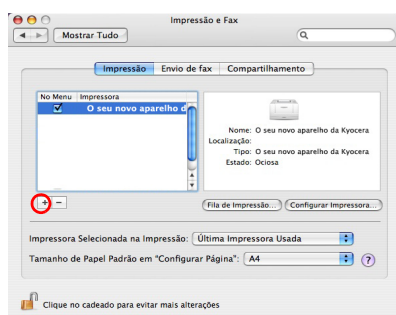 Impressão e Fax
Mostrar Tudo
Impressão Envio de fax Compartilhamento
No Menu Impressora
O seu novo aparelho d
Nome: O seu novo aparelho da Kyocera
Localização:
Tipo: O seu novo aparelho da Kyocera
Estado: Ociosa
+ −
Fila de Impressão... Configurar Impressora...
Impressora Selecionada na Impressão: Última Impressora Usada
Tamanho de Papel Padrão em "Configurar Página": A4 ?
Clique no cadeado para evitar mais alterações